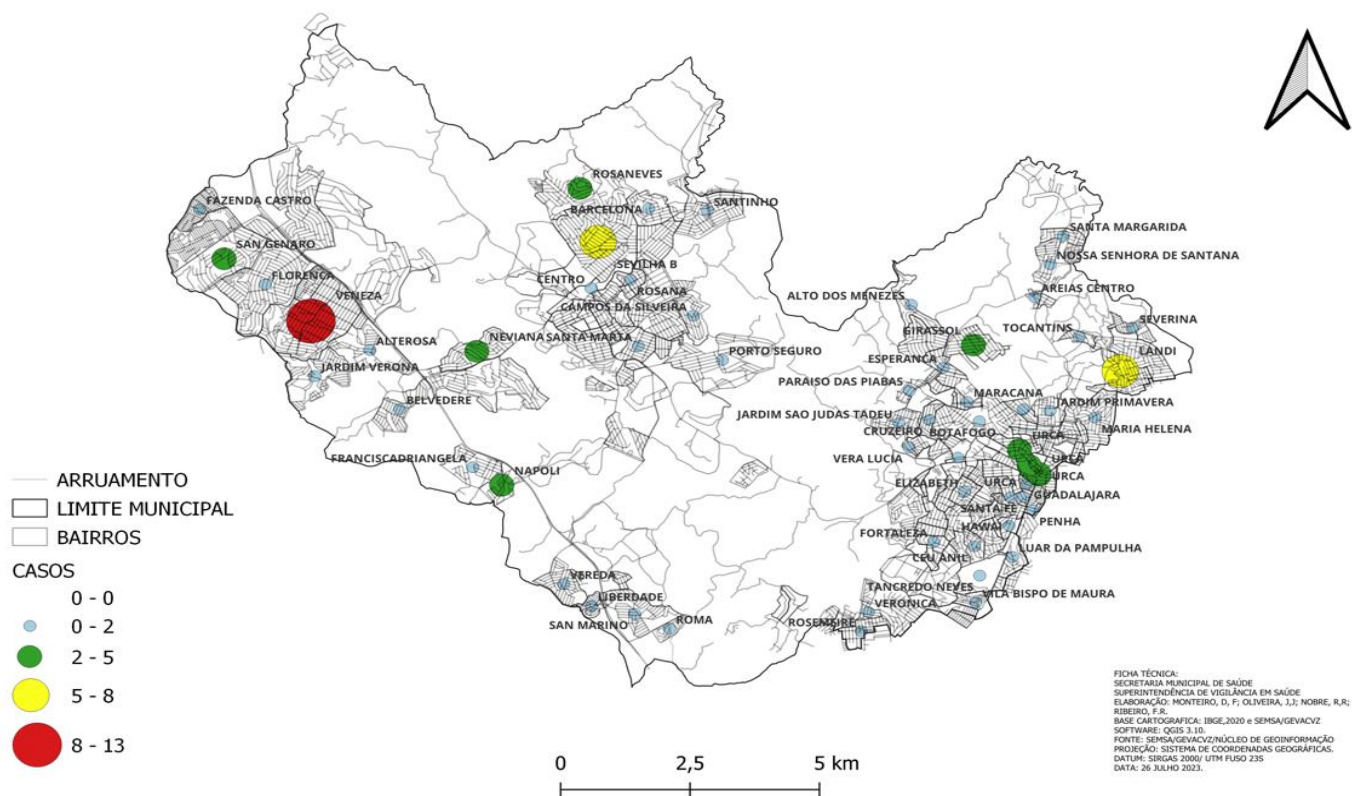 ROSANEVES
FAZENDA CASTRO
BARCELONA
SANTINHO
SANTA MARGARIDA
SAN GENARO
NOSSA SENHORA DE SANTANA
FLORENÇA
SEVILHA B
CENTRO
ROSANA
VENEZA
CAMPOS DA SILVEIRA
ALTO DOS MENEZES
AREIAS CENTRO
GIRASSOL
TOCANTINS
SEVERINA
ALTEROSA
NEVIANA
SANTA MARTA
PORTO SEGURO
ESPERANÇA
LANDI
JARDIM VERONA
PARAISO DAS PIABAS
BELVEDERE
MARACANA
JARDIM PRIMAVERA
JARDIM SAO JUDAS TADEU
CRUZEIRO
BOTAFOGO
URCA
MARIA HELENA
FRANCISCADRIANGELA
NAPOLI
VERA LUCIA
URCA
URCA
ELIZABETH
URCA
GUADALAJARA
SANTA FE
PENHA
HAWAI
FORTALEZA
CEU ANIL
LUAR DA PAMPULHA
VEREDA
LIBERDADE
TANCREDO NEVES
VILA BISPO DE MAURA
VERONICA
SAN MARINO
ROMA
ROSEMEIRE
ARRUAMENTO
LIMITE MUNICIPAL
BAIRROS
CASOS
0 - 0
0 - 2
2 - 5
5 - 8
8 - 13
0 2,5 5 km
FICHA TÉCNICA:
SECRETARIA MUNICIPAL DE SAÚDE
SUPERINTENDÊNCIA DE VIGILÂNCIA EM SAÚDE
ELABORAÇÃO: MONTEIRO, D, F; OLIVEIRA, J,J; NOBRE, R,R;
RIBEIRO, F.R.
BASE CARTOGRAFICA: IBGE,2020 e SEMSA/GEVACVZ
SOFTWARE: QGIS 3.10.
FONTE: SEMSA/GEVACVZ/NÚCLEO DE GEOINFORMAÇÃO
PROJEÇÃO: SISTEMA DE COORDENADAS GEOGRÁFICAS.
DATUM: SIRGAS 2000/ UTM FUSO 23S
DATA: 26 JULHO 2023.